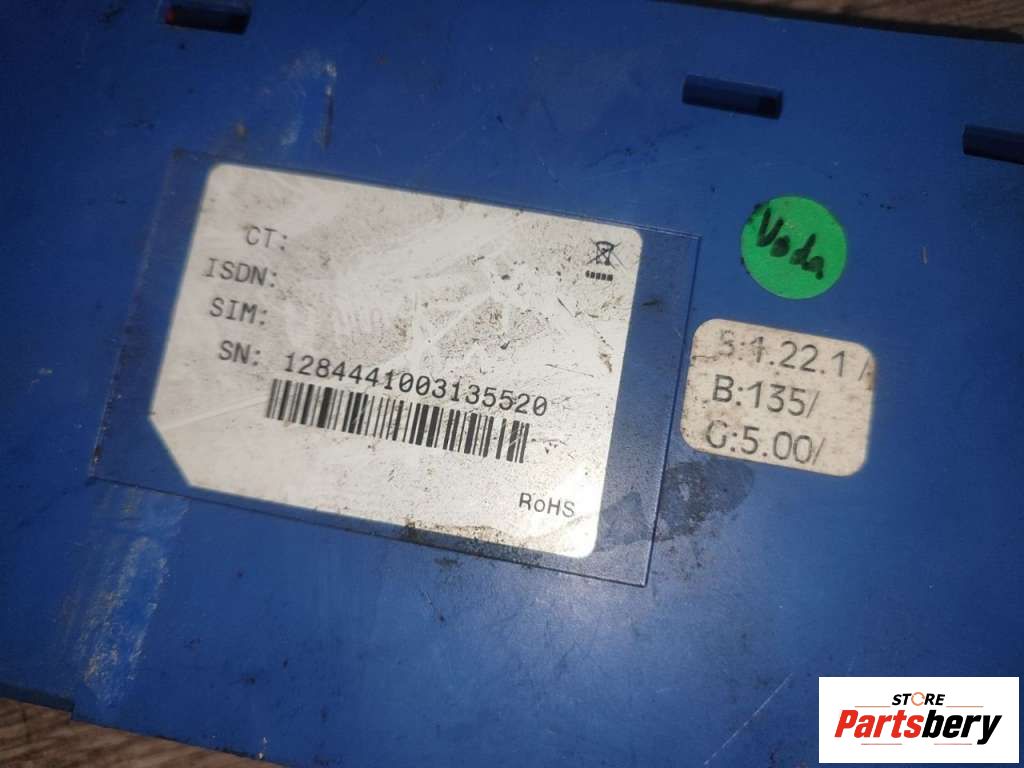 CT:
ISDN:
SIM:
SN: 1284441003135520
RoHS
Voda
S:1.22.1/
B:135/
G:5.00/
STORE
Partsbery